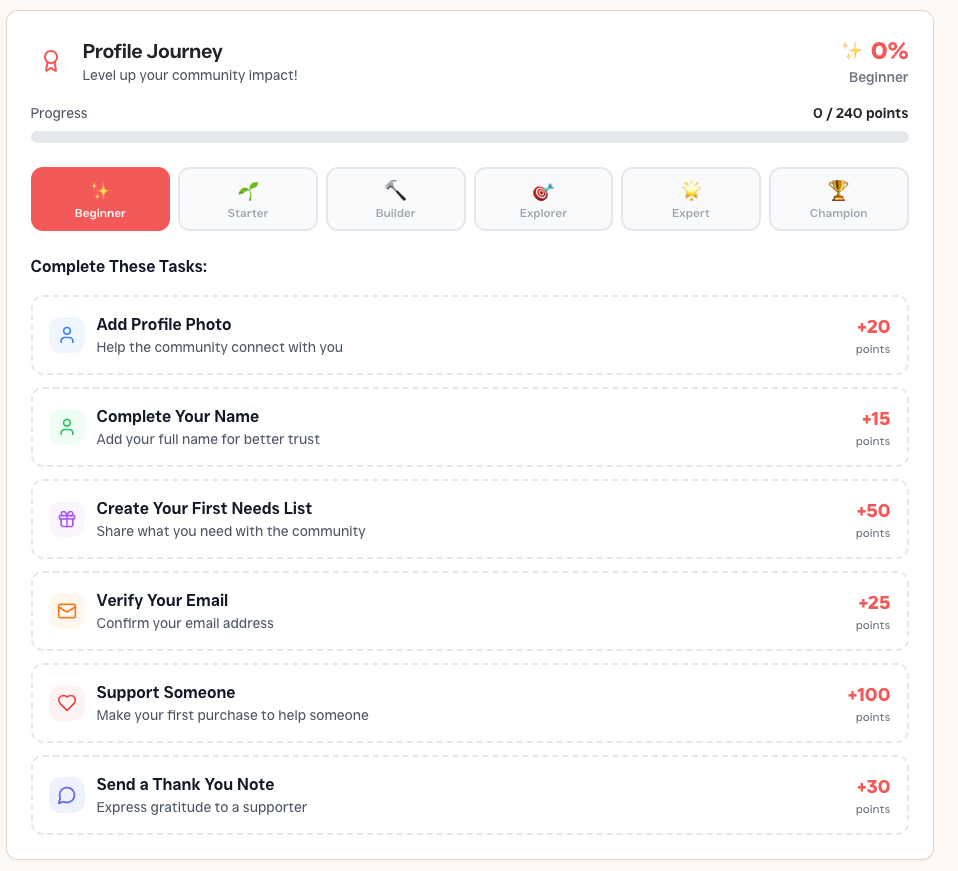 Profile Journey
Level up your community impact!
✨ 0%
Beginner
Progress
0 / 240 points
Beginner
Starter
Builder
Explorer
Expert
Champion
Complete These Tasks:
Add Profile Photo
Help the community connect with you
+20
points
Complete Your Name
Add your full name for better trust
+15
points
Create Your First Needs List
Share what you need with the community
+50
points
Verify Your Email
Confirm your email address
+25
points
Support Someone
Make your first purchase to help someone
+100
points
Send a Thank You Note
Express gratitude to a supporter
+30
points